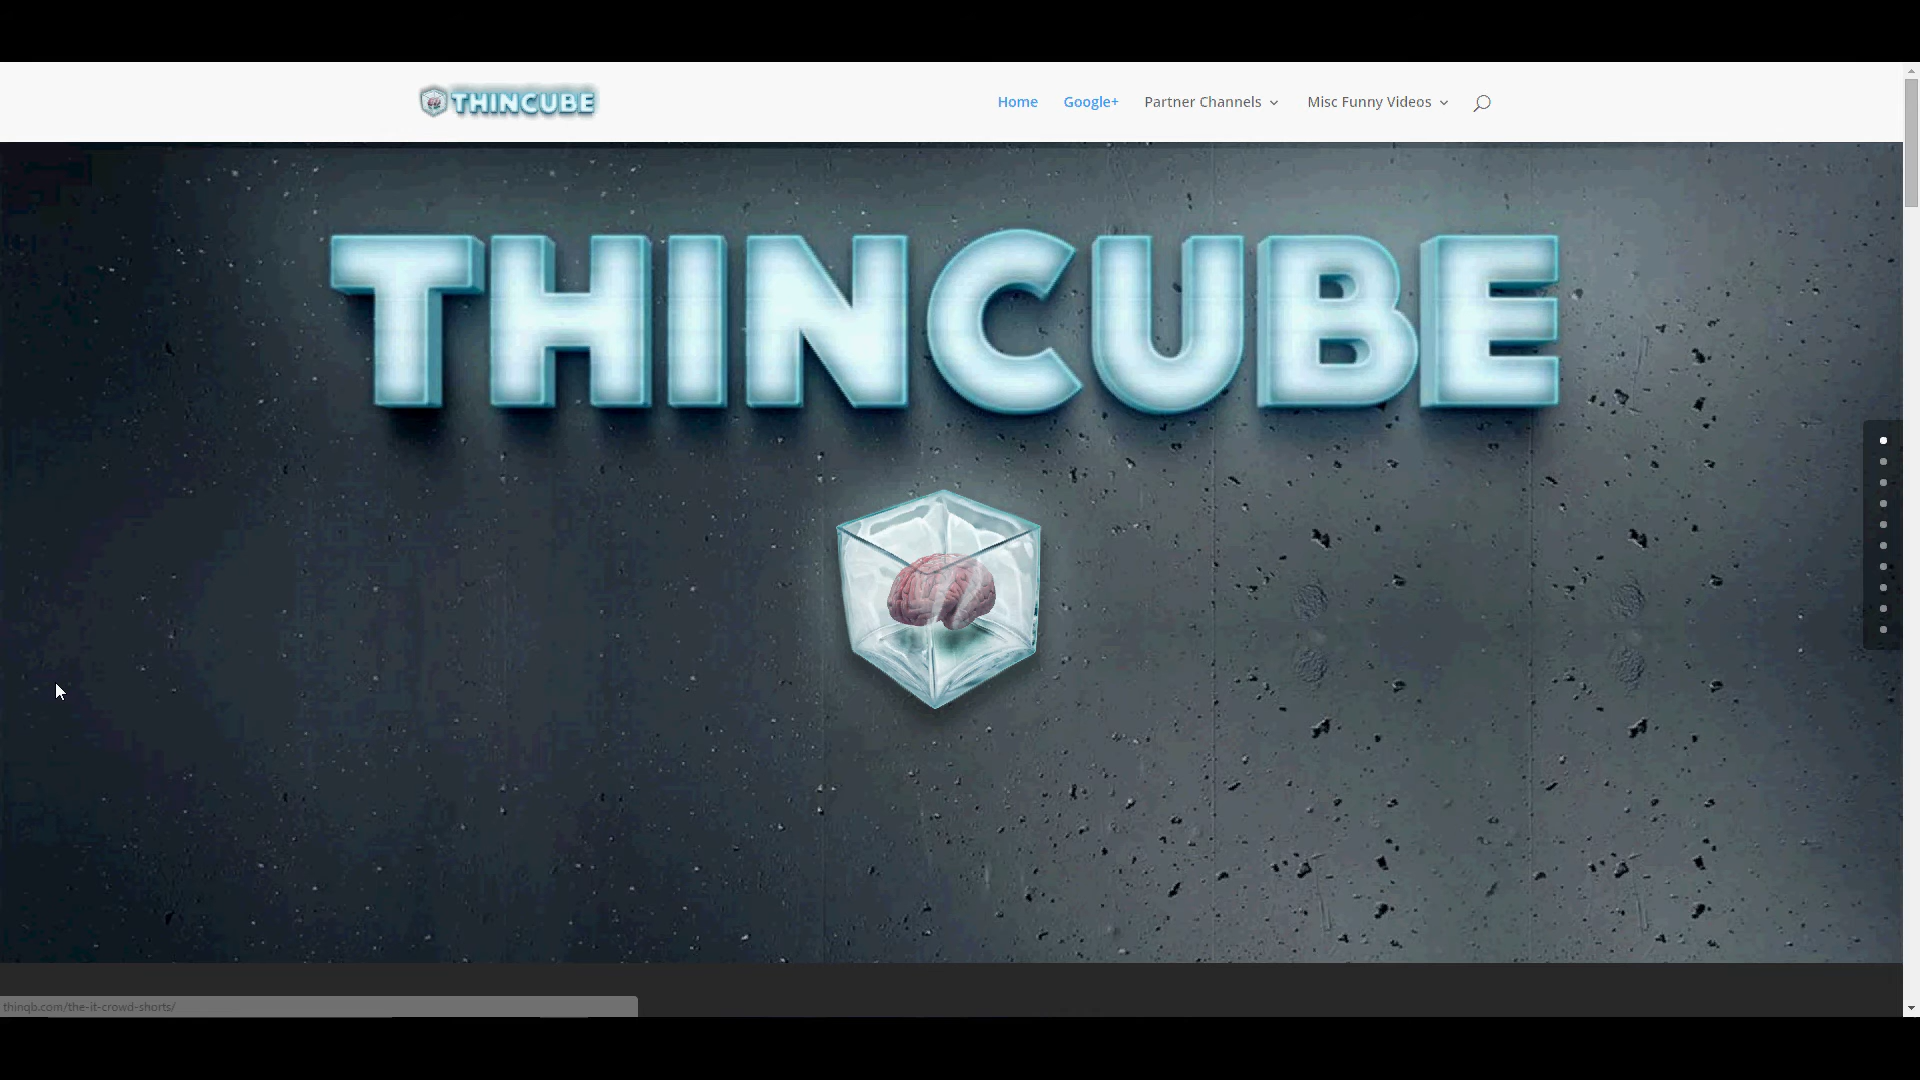 THINCUBE
Home Google+ Partner Channels Misc Funny Videos
THINCUBE
thinqb.com/the-it-crowd-shorts/